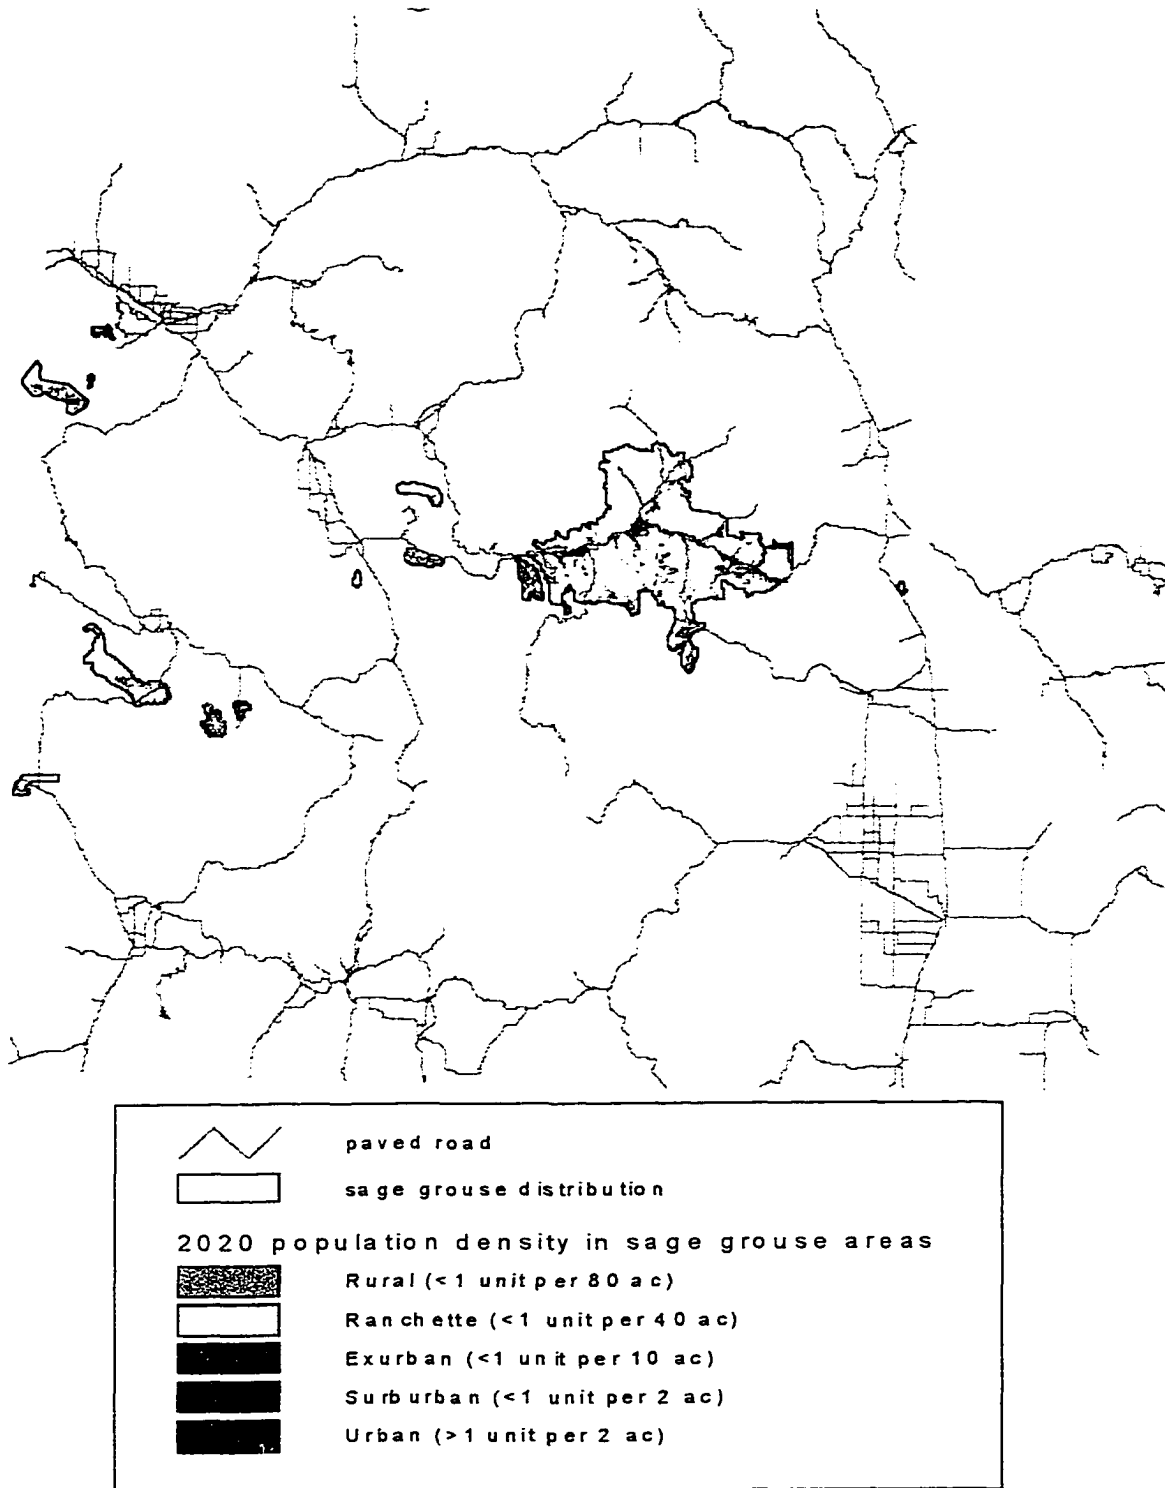 paved road
sage grouse distribution
2020 population density in sage grouse areas
Rural (<1 unit per 80 ac)
Ranchette (<1 unit per 40 ac)
Exurban (<1 unit per 10 ac)
Surburban (<1 unit per 2 ac)
Urban (>1 unit per 2 ac)